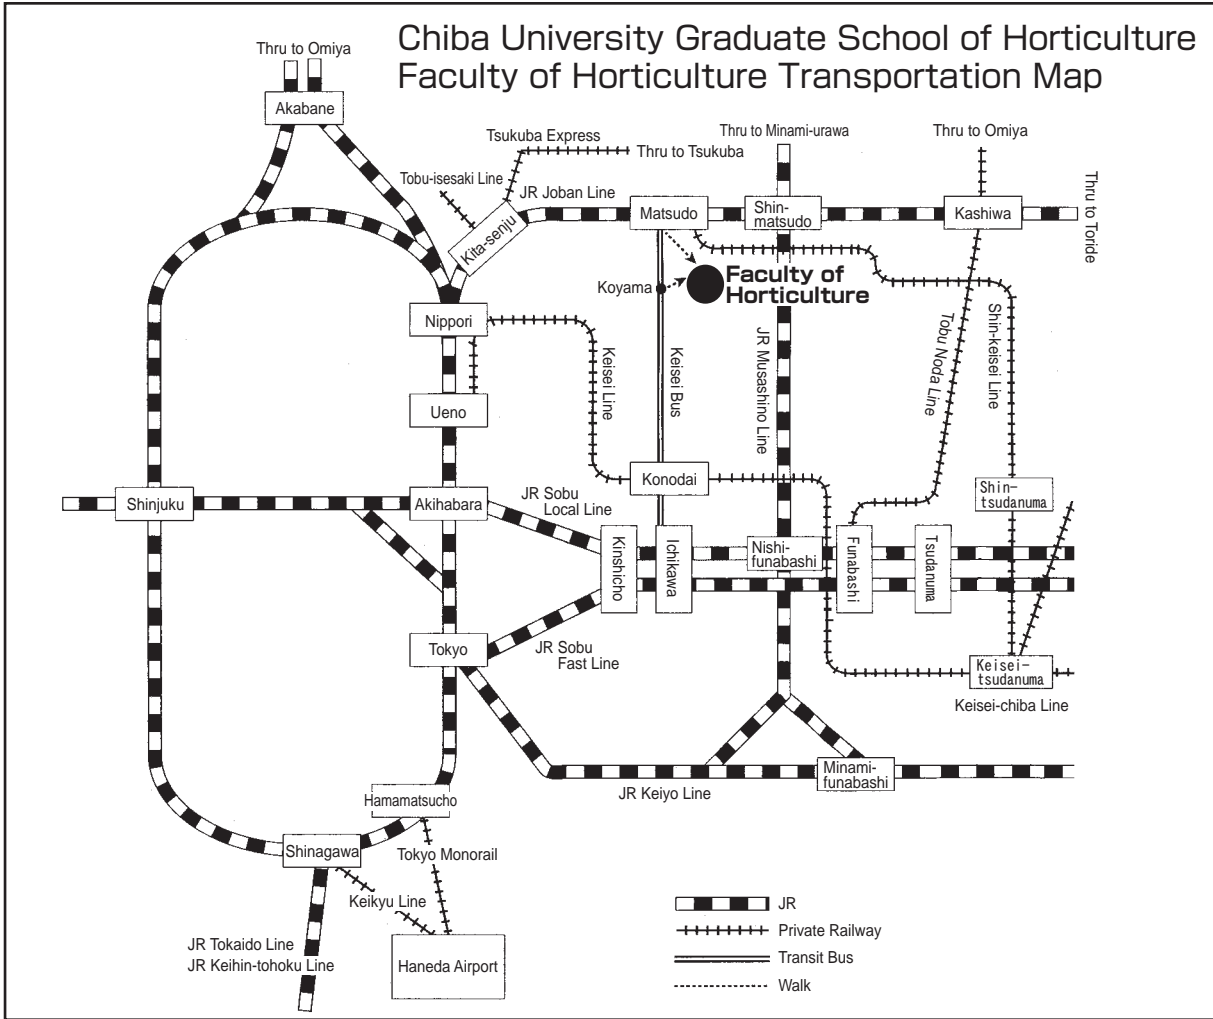 Chiba University Graduate School of Horticulture
Faculty of Horticulture Transportation Map
Thru to Omiya
Akabane
Tsukuba Express
Thru to Tsukuba
Thru to Minami-urawa
Thru to Omiya
Tobu-isesaki Line
JR Joban Line
Kita-senju
Matsudo
Shin-
matsudo
Kashiwa
Thru to Toride
Koyama
Faculty of
Horticulture
Nippori
Keisei Line
Keisei Bus
JR Musashino Line
Tobu Noda Line
Shin-keisei Line
Ueno
Shinjuku
Akihabara
JR Sobu
Local Line
Konodai
Shin-
tsudanuma
Kinshicho
Ichikawa
Nishi-
funabashi
Funabashi
Tsudanuma
Tokyo
JR Sobu
Fast Line
Keisei-
tsudanuma
Keisei-chiba Line
Minami-
funabashi
JR Keiyo Line
Hamamatsucho
Shinagawa
Tokyo Monorail
Keikyu Line
JR Tokaido Line
JR Keihin-tohoku Line
Haneda Airport
JR
Private Railway
Transit Bus
Walk